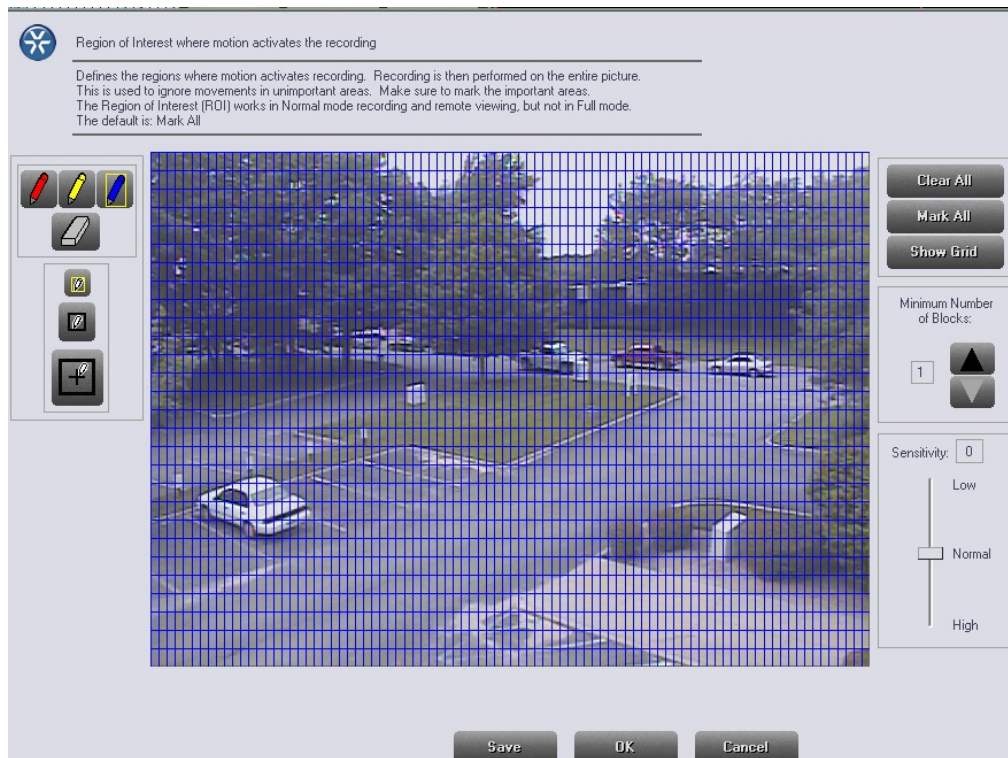 Region of Interest where motion activates the recording
Defines the regions where motion activates recording. Recording is then performed on the entire picture.
This is used to ignore movements in unimportant areas. Make sure to mark the important areas.
The Region of Interest (ROI) works in Normal mode recording and remote viewing, but not in Full mode.
The default is: Mark All
Clear All
Mark All
Show Grid
Minimum Number
of Blocks:
1
Sensitivity: 0
Low
Normal
High
Save OK Cancel